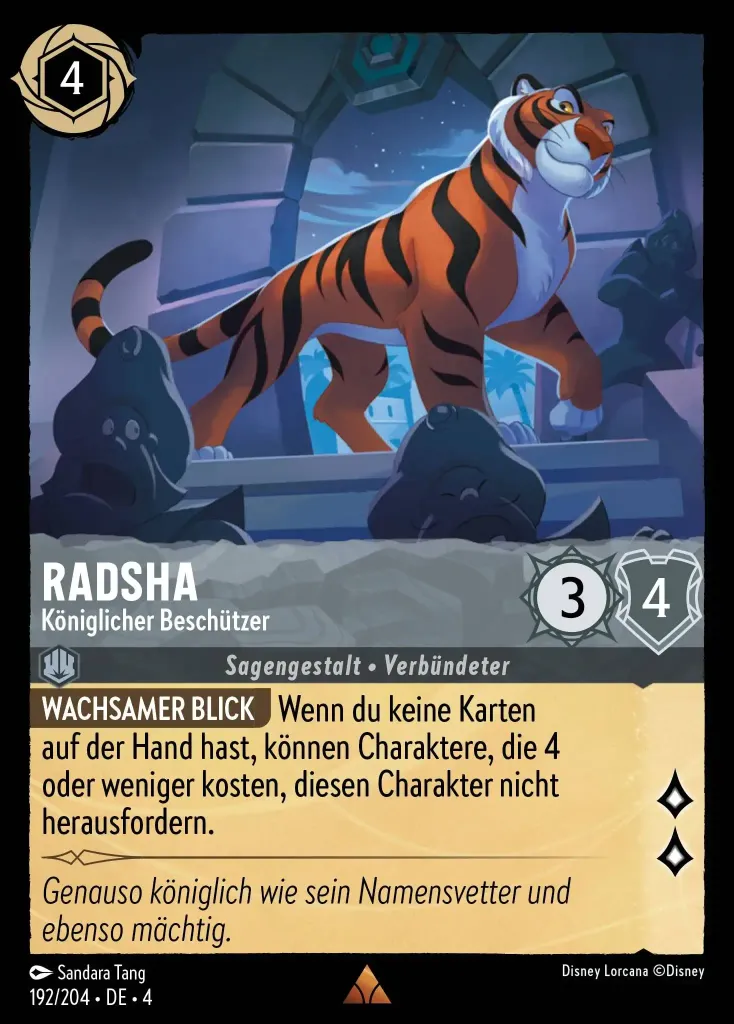 4
RADSHA
Königlicher Beschützer
3
4
Sagengestalt • Verbündeter
WACHSAMER BLICK Wenn du keine Karten
auf der Hand hast, können Charaktere, die 4
oder weniger kosten, diesen Charakter nicht
herausfordern.
Genauso königlich wie sein Namensvetter und
ebenso mächtig.
Sandara Tang
192/204 • DE • 4
Disney Lorcana ©Disney